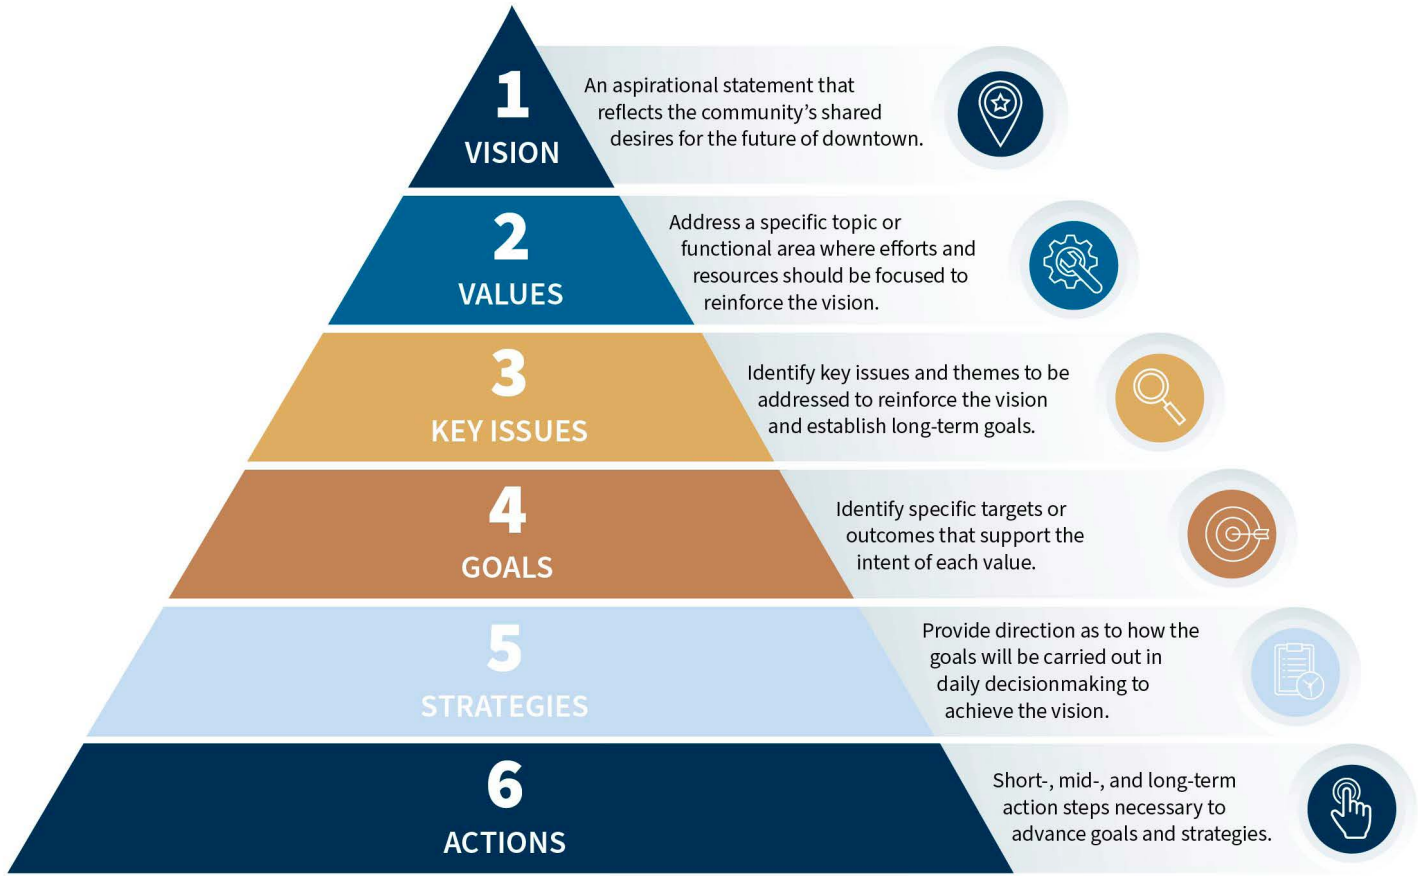 1
VISION
An aspirational statement that
reflects the community's shared
desires for the future of downtown.
2
VALUES
Address a specific topic or
functional area where efforts and
resources should be focused to
reinforce the vision.
3
KEY ISSUES
Identify key issues and themes to be
addressed to reinforce the vision
and establish long-term goals.
4
GOALS
Identify specific targets or
outcomes that support the
intent of each value.
5
STRATEGIES
Provide direction as to how the
goals will be carried out in
daily decisionmaking to
achieve the vision.
6
ACTIONS
Short-, mid-, and long-term
action steps necessary to
advance goals and strategies.